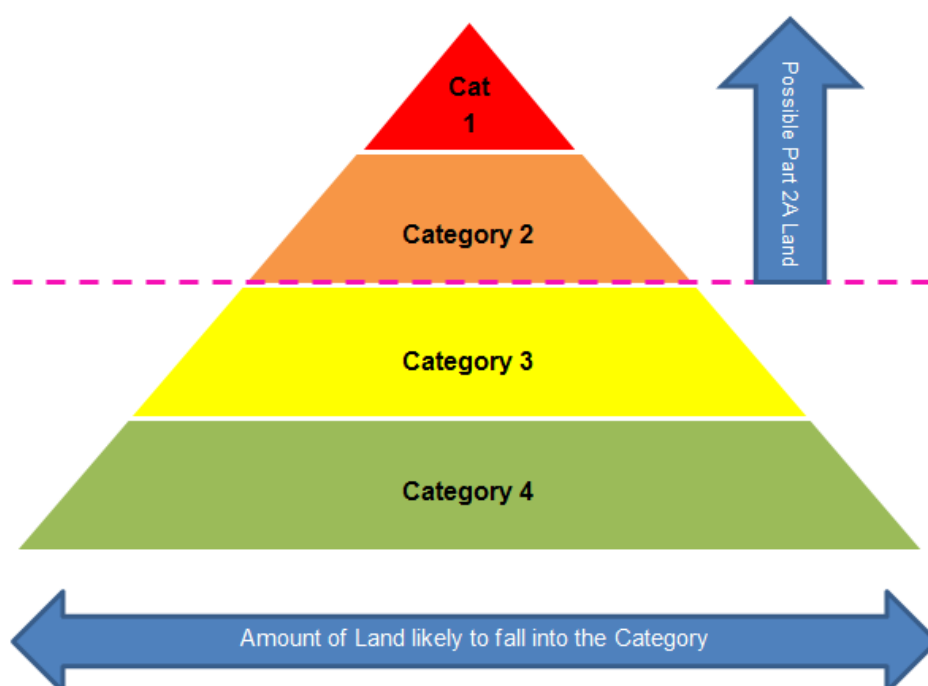 Cat
1
Possible Part 2A Land
Category 2
Category 3
Category 4
Amount of Land likely to fall into the Category